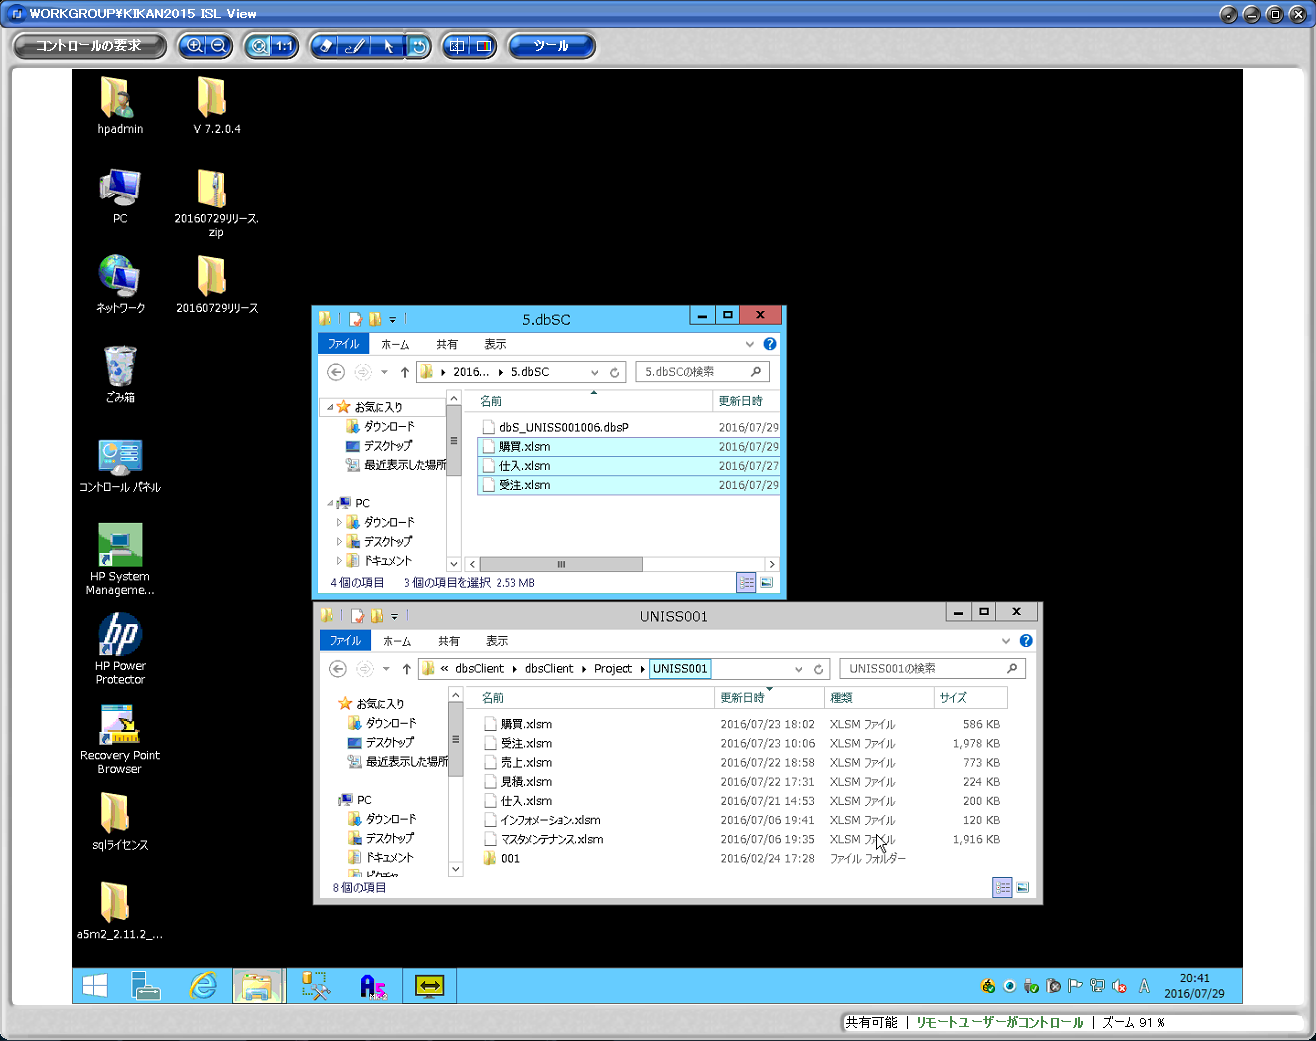 WORKGROUP¥KIKAN2015 ISL View
コントロールの要求
1:1
ツール
hpadmin
V 7.2.0.4
PC
20160729リリース.
zip
ネットワーク
20160729リリース
ごみ箱
コントロール パネル
HP System
Manageme...
HP Power
Protector
Recovery Point
Browser
sqlライセンス
a5m2_2.11.2_...
5.dbSC
ファイル ホーム 共有 表示
2016... 5.dbSC
5.dbSCの検索
お気に入り
ダウンロード
デスクトップ
最近表示した場所
PC
ダウンロード
デスクトップ
ドキュメント
名前 更新日時
dbS_UNISS001006.dbsP 2016/07/29
購買.xlsm 2016/07/29
仕入.xlsm 2016/07/27
受注.xlsm 2016/07/29
4 個の項目 3 個の項目を選択 2.53 MB
UNISS001
ファイル ホーム 共有 表示
« dbsClient dbsClient Project UNISS001
UNISS001の検索
お気に入り
ダウンロード
デスクトップ
最近表示した場所
PC
ダウンロード
デスクトップ
ドキュメント
ピクチャ
名前 更新日時 種類 サイズ
購買.xlsm 2016/07/23 18:02 XLSM ファイル 586 KB
受注.xlsm 2016/07/23 10:06 XLSM ファイル 1,978 KB
売上.xlsm 2016/07/22 18:58 XLSM ファイル 773 KB
見積.xlsm 2016/07/22 17:31 XLSM ファイル 224 KB
仕入.xlsm 2016/07/21 14:53 XLSM ファイル 200 KB
インフォメーション.xlsm 2016/07/06 19:41 XLSM ファイル 120 KB
マスタメンテナンス.xlsm 2016/07/06 19:35 XLSM ファイル 1,916 KB
001 2016/02/24 17:28 ファイル フォルダー
8 個の項目
A
20:41
2016/07/29
共有可能 | リモートユーザーがコントロール | ズーム 91 %